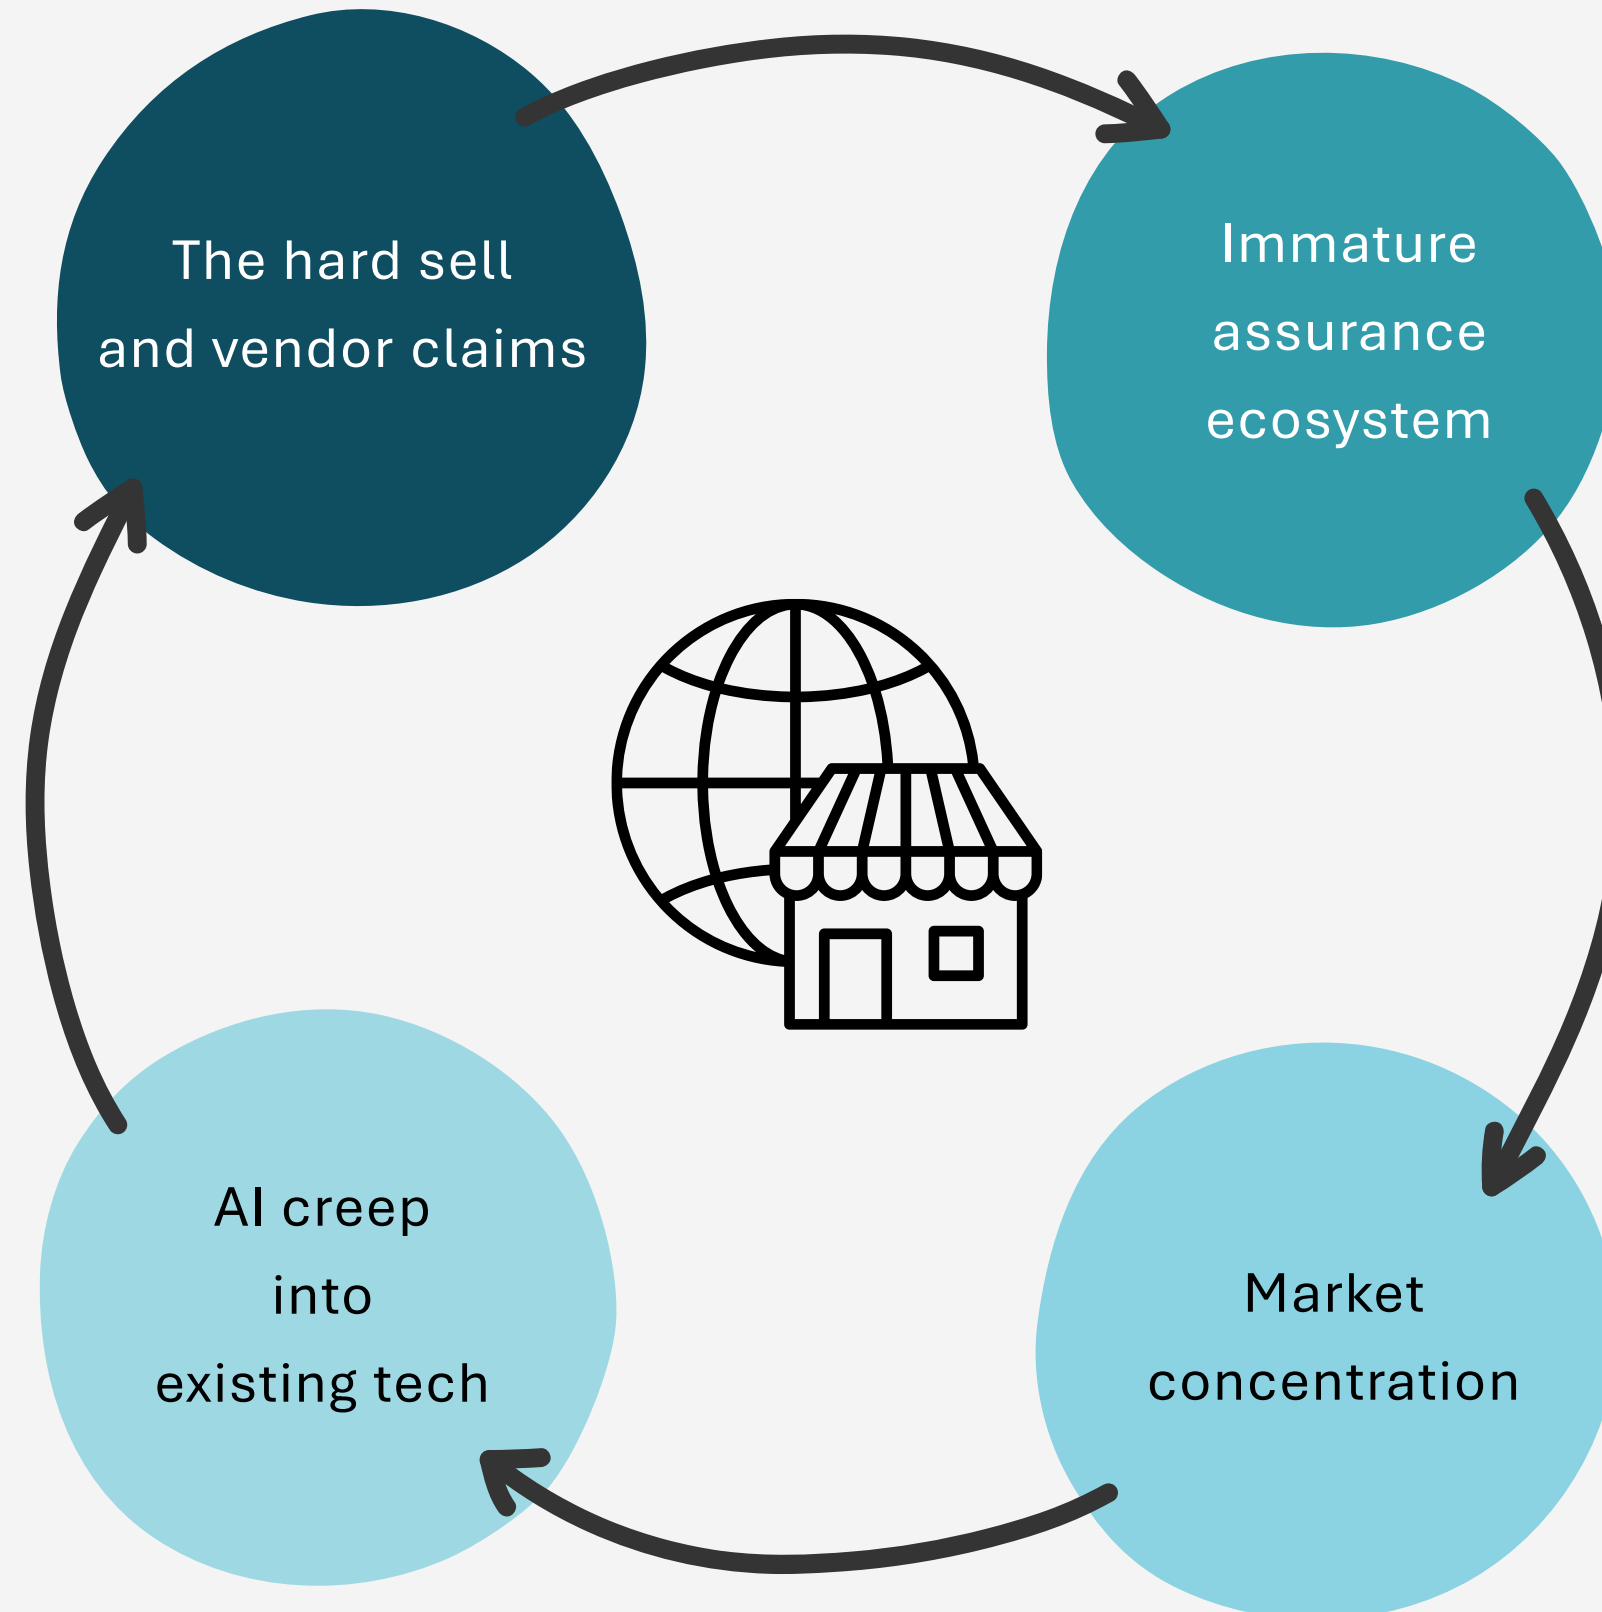 The hard sell
and vendor claims
Immature
assurance
ecosystem
AI creep
into
existing tech
Market
concentration